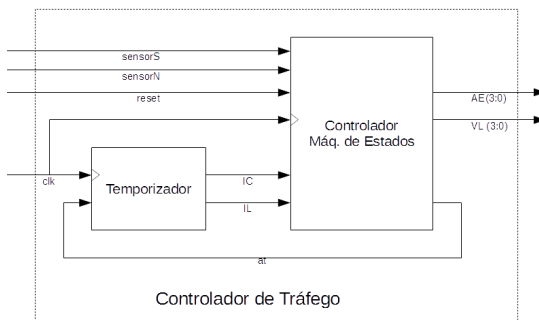 sensorS
sensorN
reset
AE(3:0)
Controlador
Máq. de Estados
VL (3:0)
clk
Temporizador
IC
IL
at
Controlador de Tráfego